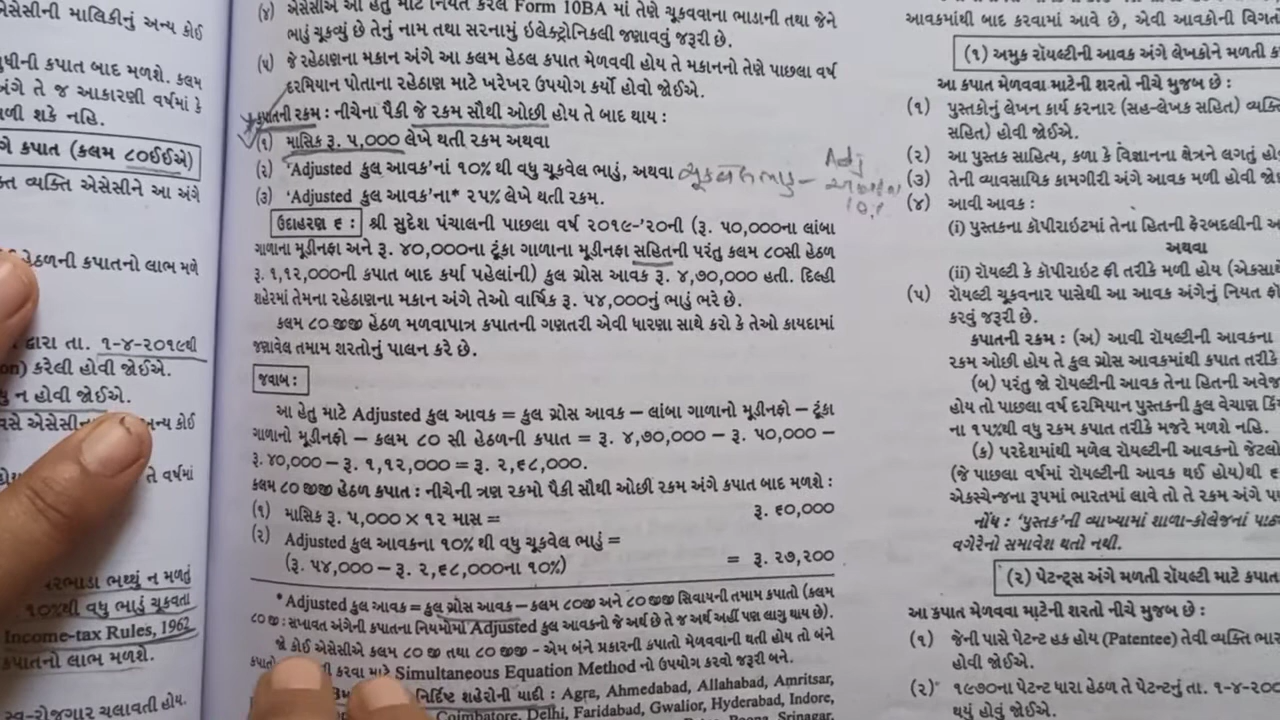 એસેસીની માલિકીનું અન્ય કોઈ
કપાત બાદ મળશે. કલમ
અંગે તે જ આકારણી વર્ષમાં કે
શકે નહિ.
કપાત (કલમ ૮૦ઈઈએ)
વ્યક્તિ એસેસીને આ અંગે
હેઠળની કપાતનો લાભ મળે
દ્વારા તા. ૧-૪-૨૦૧૯થી
કરેલી હોવી જોઈએ.
ન હોવી જોઈએ.
અન્ય કોઈ
તે વર્ષમાં
ભથ્થું ન મળતું
૧૦%થી વધુ ભાડું ચૂકવતા
Income-tax Rules, 1962
કપાતનો લાભ મળશે.
સ્વ-રોજગાર ચલાવતી હોય.
(૪) એસેસીએ આ હેતુ માટે નિયત કરેલ Form 10BA માં તેણે ચૂકવવાના ભાડાની તથા જેને
ભાડું ચૂકવ્યું છે તેનું નામ તથા સરનામું ઇલેક્ટ્રોનિકલી જણાવવું જરૂરી છે.
(૫) જે રહેઠાણના મકાન અંગે આ કલમ હેઠલ કપાત મેળવવી હોય તે મકાનનો તેણે પાછલા વર્ષ
દરમિયાન પોતાના રહેઠાણ માટે ખરેખર ઉપયોગ કર્યો હોવો જોઈએ.
કપાતની રકમ : નીચેના પૈકી જે રકમ સૌથી ઓછી હોય તે બાદ થાય :
(૧) માસિક રૂ. ૫,૦૦૦ લેખે થતી રકમ અથવા
(૨) ‘Adjusted કુલ આવક’નાં ૧૦% થી વધુ ચૂકવેલ ભાડું, અથવા
Adj
10%
(૩) ‘Adjusted કુલ આવક’ના* ૨૫% લેખે થતી રકમ.
ઉદાહરણ ૬ : શ્રી સુદેશ પંચાલની પાછલા વર્ષ ૨૦૧૯-’૨૦ની (રૂ. ૫૦,૦૦૦ના લાંબા
ગાળાના મૂડીનફા અને રૂ. ૪૦,૦૦૦ના ટૂંકા ગાળાના મૂડીનફા સહિતની પરંતુ કલમ ૮૦સી હેઠળ
રૂ. ૧,૧૨,૦૦૦ની કપાત બાદ કર્યા પહેલાંની) કુલ ગ્રોસ આવક રૂ. ૪,૭૦,૦૦૦ હતી. દિલ્હી
શહેરમાં તેમના રહેઠાણના મકાન અંગે તેઓ વાર્ષિક રૂ. ૫૪,૦૦૦નું ભાડું ભરે છે.
કલમ ૮૦ જીજી હેઠળ મળવાપાત્ર કપાતની ગણતરી એવી ધારણા સાથે કરો કે તેઓ કાયદામાં
જણાવેલ તમામ શરતોનું પાલન કરે છે.
જવાબ :
આ હેતુ માટે Adjusted કુલ આવક = કુલ ગ્રોસ આવક – લાંબા ગાળાનો મૂડીનફો – ટૂંકા
ગાળાનો મૂડીનફો – કલમ ૮૦ સી હેઠળની કપાત = રૂ. ૪,૭૦,૦૦૦ – રૂ. ૫૦,૦૦૦ –
રૂ. ૪૦,૦૦૦ – રૂ. ૧,૧૨,૦૦૦ = રૂ. ૨,૬૮,૦૦૦.
કલમ ૮૦ જીજી હેઠળ કપાત : નીચેની ત્રણ રકમો પૈકી સૌથી ઓછી રકમ અંગે કપાત બાદ મળશે :
(૧) માસિક રૂ. ૫,૦૦૦ × ૧૨ માસ = રૂ. ૬૦,૦૦૦
(૨) Adjusted કુલ આવકના ૧૦% થી વધુ ચૂકવેલ ભાડું =
(રૂ. ૫૪,૦૦૦ – રૂ. ૨,૬૮,૦૦૦ના ૧૦%) = રૂ. ૨૭,૨૦૦
*Adjusted કુલ આવક = કુલ ગ્રોસ આવક – કલમ ૮૦જી અને ૮૦ જીજી સિવાયની તમામ કપાતો (કલમ
૮૦ જી : સખાવત અંગેની કપાતના નિયમોમાં Adjusted કુલ આવકનો જે અર્થ છે તે જ અર્થ અહીં પણ લાગુ થાય છે).
જો કોઈ એસેસીએ કલમ ૮૦ જી તથા ૮૦ જીજી – એમ બંને પ્રકારની કપાતો મેળવવાની થતી હોય તો બંને
કરવા માટે Simultaneous Equation Method નો ઉપયોગ કરવો જરૂરી બને.
નિર્દિષ્ટ શહેરોની યાદી : Agra, Ahmedabad, Allahabad, Amritsar,
Coimbatore, Delhi, Faridabad, Gwalior, Hyderabad, Indore,
Srinagar,
આવકમાંથી બાદ કરવામાં આવે છે, એવી આવકોની વિગત
(૧) અમુક રૉયલ્ટીની આવક અંગે લેખકોને મળતી
આ કપાત મેળવવા માટેની શરતો નીચે મુજબ છે :
(૧) પુસ્તકોનું લેખન કાર્ય કરનાર (સહ-લેખક સહિત)
સહિત) હોવી જોઈએ.
(૨) આ પુસ્તક સાહિત્ય, કળા કે વિજ્ઞાનના ક્ષેત્રને લગતું
(૩) તેની વ્યાવસાયિક કામગીરી અંગે આવક મળી હોવી
(૪) આવી આવક :
(i) પુસ્તકના કૉપીરાઇટમાં તેના હિતની ફેરબદલીની
અથવા
(ii) રૉયલ્ટી કે કૉપીરાઇટ ફી તરીકે મળી હોય
(૫) રૉયલ્ટી ચૂકવનાર પાસેથી આ આવક અંગેનું નિયત
કરવું જરૂરી છે.
કપાતની રકમ : (અ) આવી રૉયલ્ટીની આવકના
રકમ ઓછી હોય તે કુલ ગ્રોસ આવકમાંથી કપાત તરીકે
(બ) પરંતુ જો રૉયલ્ટીની આવક તેના હિતની
હોય તો પાછલા વર્ષ દરમિયાન પુસ્તકની કુલ વેચાણ
ના ૧૫%થી વધુ રકમ કપાત તરીકે મજરે મળશે નહિ.
(ક) પરદેશમાંથી મળેલ રૉયલ્ટીની આવકનો જેટલો
(જે પાછલા વર્ષમાં રૉયલ્ટીની આવક થઈ હોય)થી ૬
એક્સ્ચેન્જના રૂપમાં ભારતમાં લાવે તો તે રકમ અંગે
નોંધ : ‘પુસ્તક’ની વ્યાખ્યામાં શાળા-કૉલેજનાં
વગેરેનો સમાવેશ થતો નથી.
(૨) પેટન્ટ્સ અંગે મળતી રૉયલ્ટી માટે કપાત
આ કપાત મેળવવા માટેની શરતો નીચે મુજબ છે :
(૧) જેની પાસે પેટન્ટ હક હોય (Patentee) તેવી વ્યક્તિ
હોવી જોઈએ.
(૨) ૧૯૭૦ના પેટન્ટ ધારા હેઠળ તે પેટન્ટનું તા.
થયું હોવું જોઈએ.